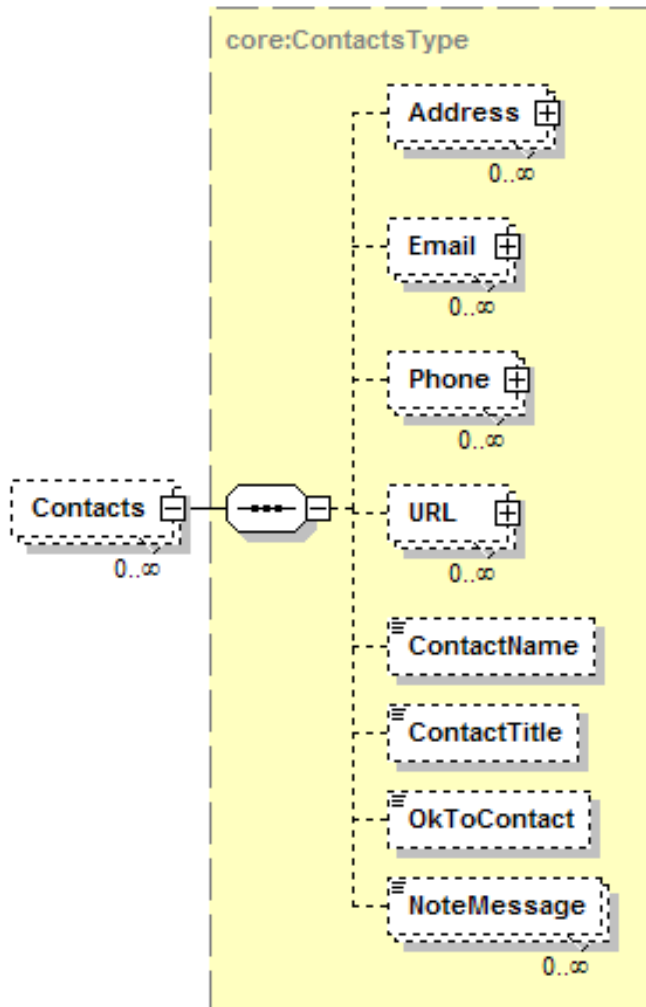 core:ContactsType
Address
0..∞
Email
0..∞
Phone
0..∞
Contacts
0..∞
URL
0..∞
ContactName
ContactTitle
OkToContact
NoteMessage
0..∞